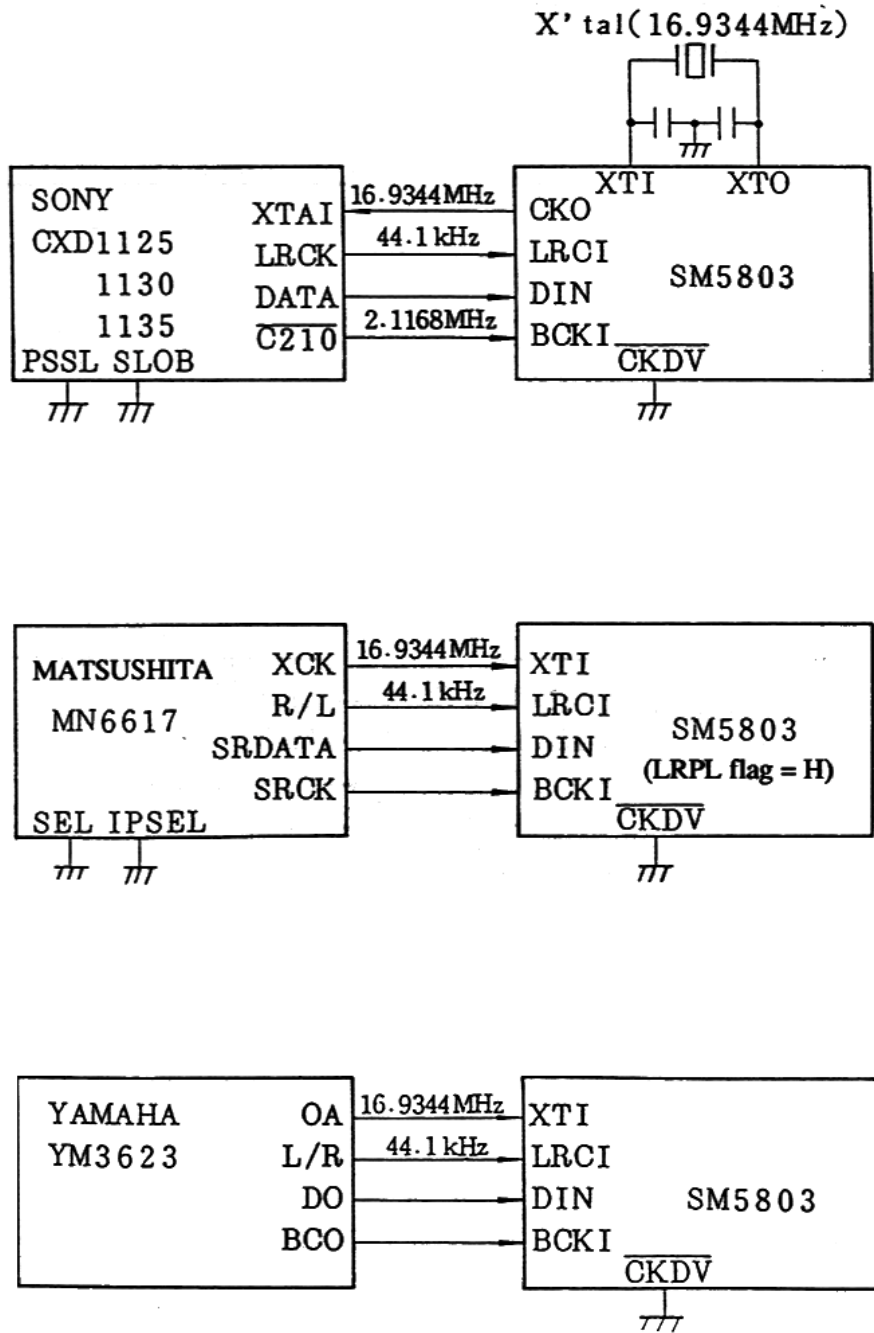 X' tal(16.9344MHz)
XTI XTO
SONY
CXD1125
1130
1135
PSSL SLOB
XTAI
LRCK
DATA
C210
16.9344MHz
44.1kHz
2.1168MHz
CKO
LRCI
DIN
BCKI
CKDV
SM5803
MATSUSHITA
MN6617
SEL IPSEL
XCK
R/L
SRDATA
SRCK
16.9344MHz
44.1kHz
XTI
LRCI
DIN
BCKI
CKDV
SM5803
(LRPL flag = H)
YAMAHA
YM3623
OA
L/R
DO
BCO
16.9344MHz
44.1kHz
XTI
LRCI
DIN
BCKI
CKDV
SM5803